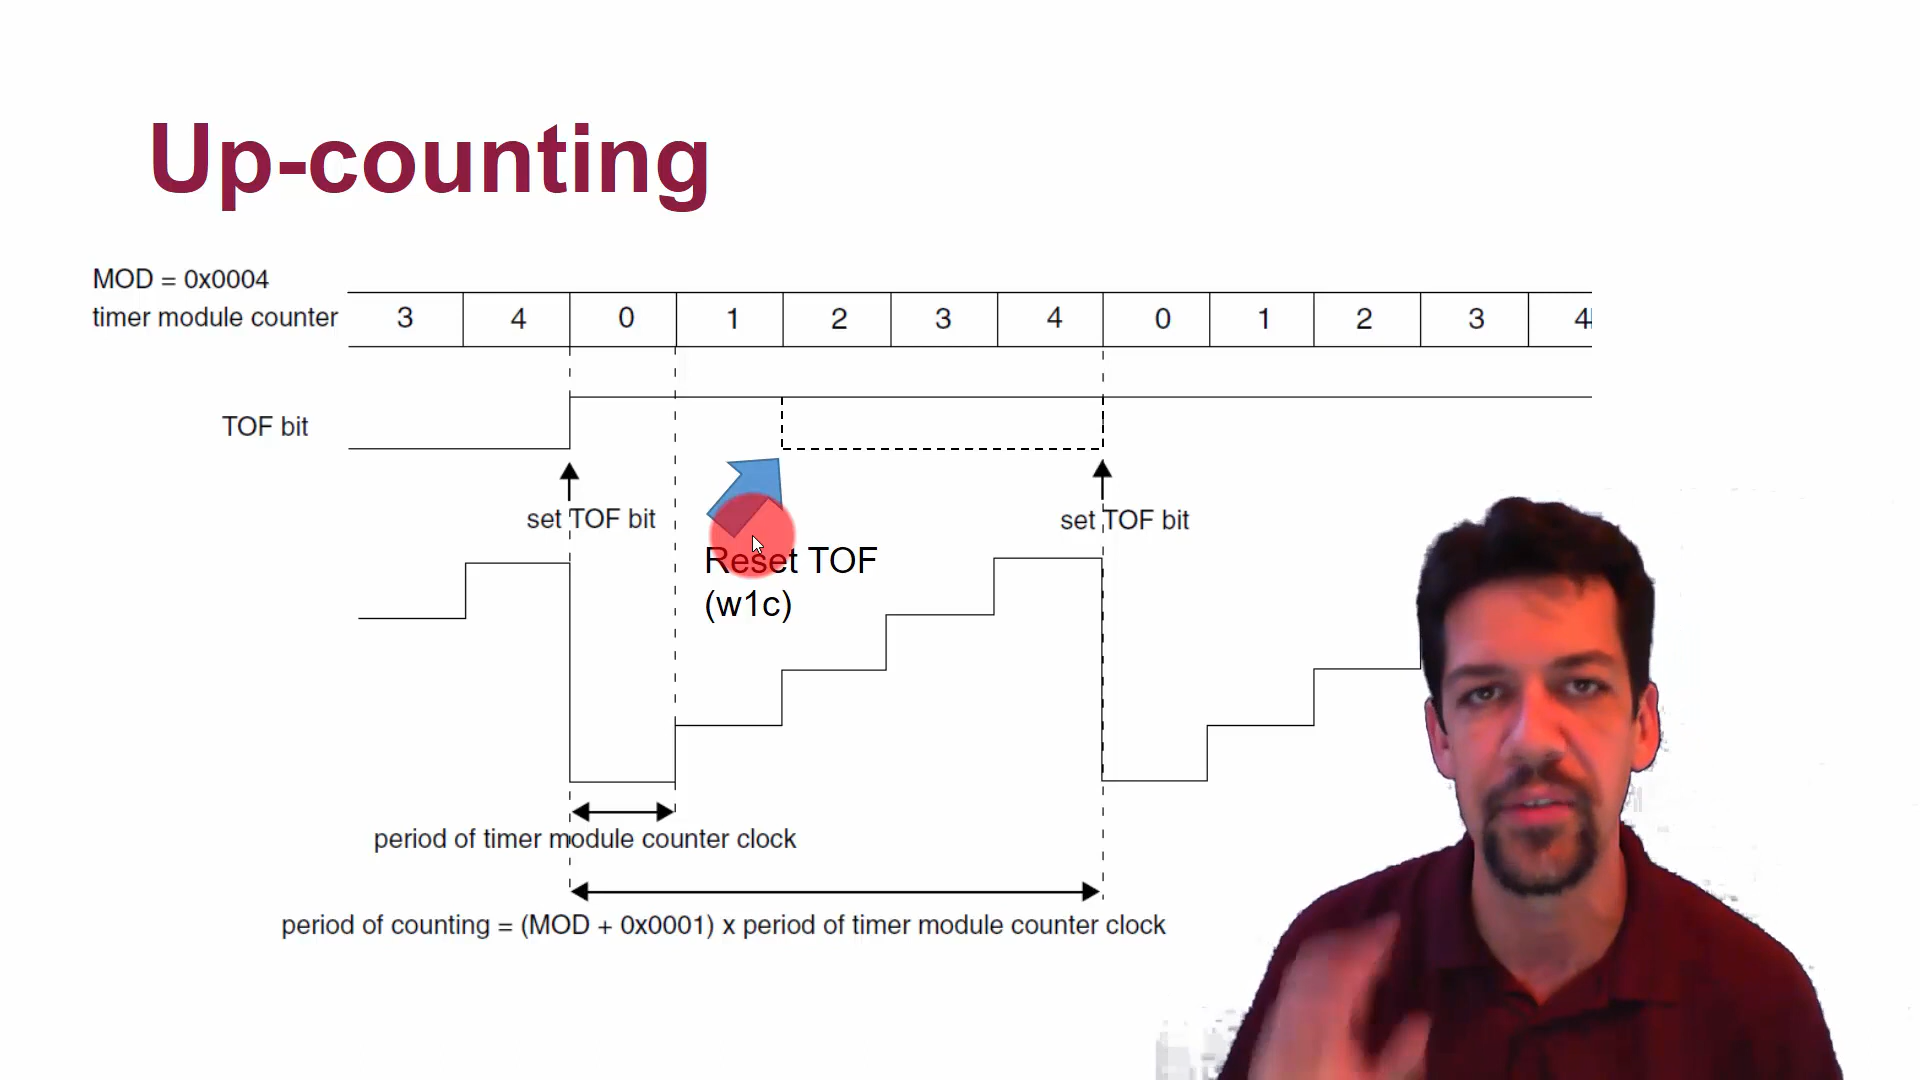 Up-counting
MOD = 0x0004
timer module counter 3 4 0 1 2 3 4 0 1 2 3 4
TOF bit
set TOF bit
set TOF bit
Reset TOF
(w1c)
period of timer module counter clock
period of counting = (MOD + 0x0001) x period of timer module counter clock